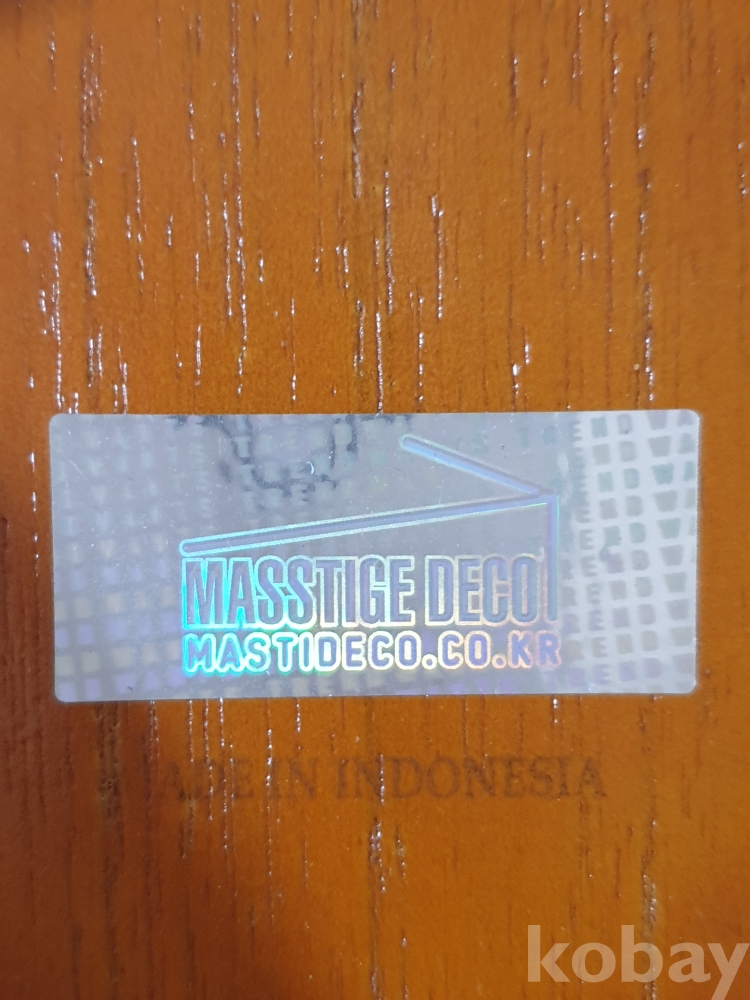 MASSTIGE DECO
MASTIDECO.CO.KR
MADE IN INDONESIA
kobay